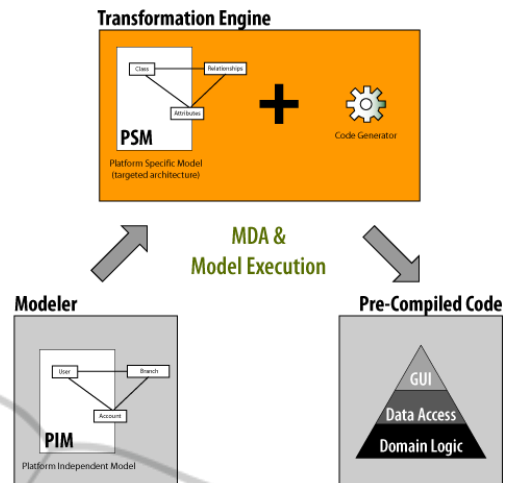 Transformation Engine
Class
Relationships
Attributes
PSM
Platform Specific Model
(targeted architecture)
Code Generator
MDA &
Model Execution
Modeler
User
Branch
Account
PIM
Platform Independent Model
Pre-Compiled Code
GUI
Data Access
Domain Logic